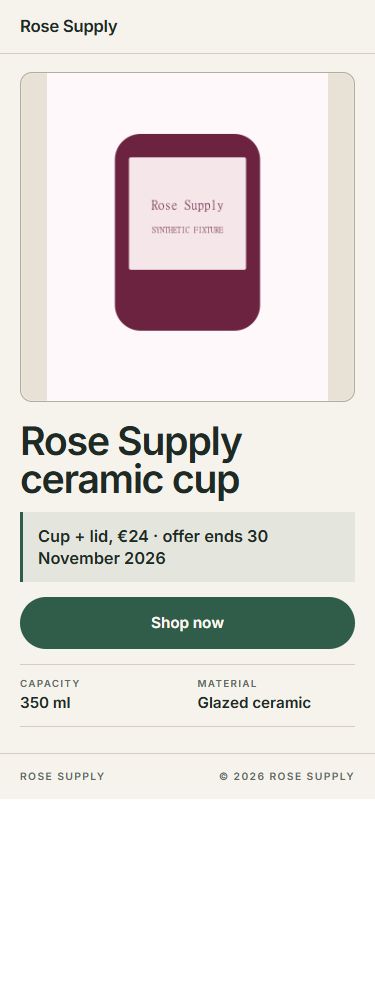 Rose Supply
Rose Supply
SYNTHETIC FIXTURE
Rose Supply
ceramic cup
Cup + lid, €24 · offer ends 30
November 2026
Shop now
CAPACITY
350 ml
MATERIAL
Glazed ceramic
ROSE SUPPLY
© 2026 ROSE SUPPLY